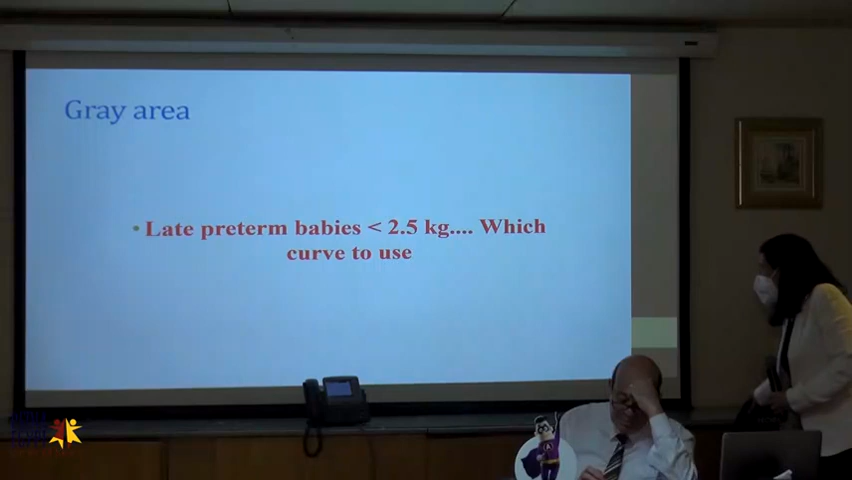 Gray area
• Late preterm babies < 2.5 kg.... Which
curve to use